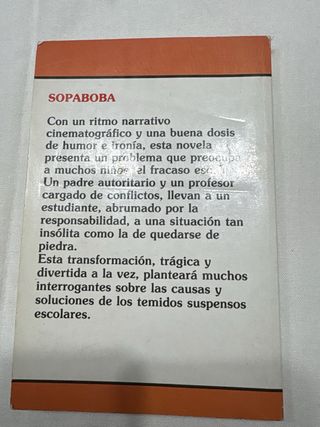 SOPABOBA
Con un ritmo narrativo
cinematográfico y una buena dosis
de humor e ironía, esta novela
presenta un problema que preocupa
a muchos niños, el fracaso
Un padre autoritario y un profesor
cargado de conflictos, llevan a un
estudiante, abrumado por la
responsabilidad, a una situación tan
insólita como la de quedarse de
piedra.
Esta transformación, trágica y
divertida a la vez, planteará muchos
interrogantes sobre las causas y
soluciones de los temidos suspensos
escolares.